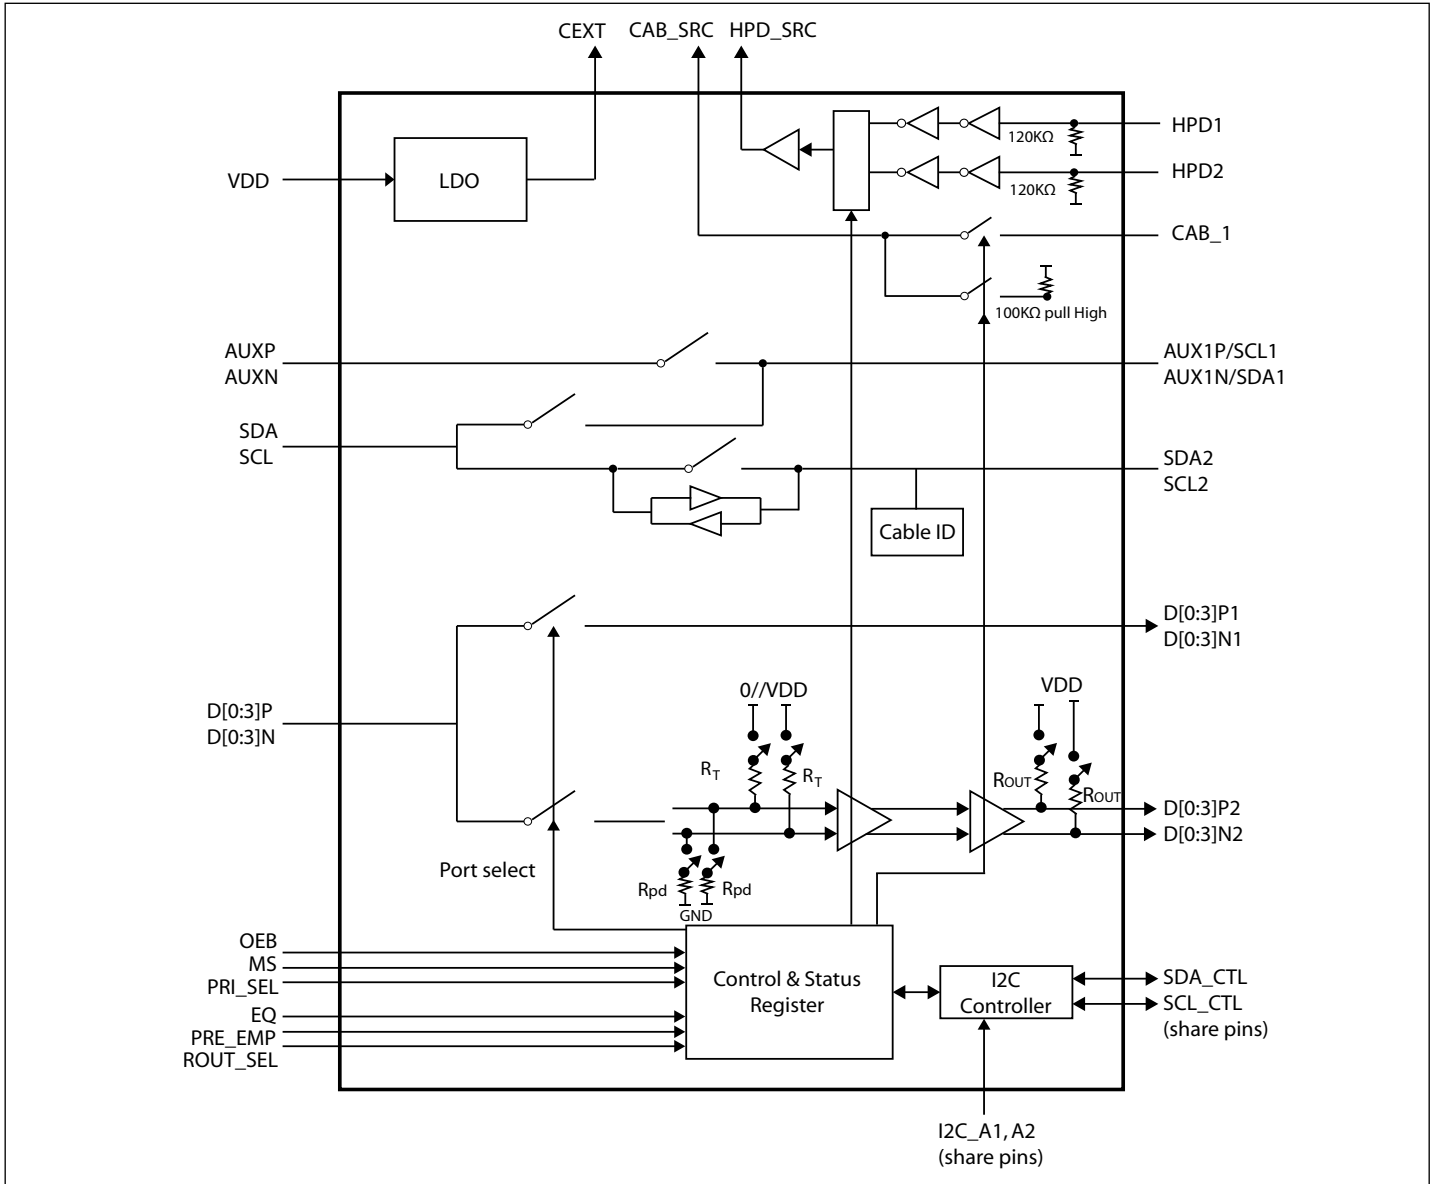 CEXT
CAB_SRC
HPD_SRC
HPD1
120KΩ
HPD2
120KΩ
VDD
LDO
CAB_1
100KΩ pull High
AUXP
AUXN
AUX1P/SCL1
AUX1N/SDA1
SDA
SCL
SDA2
SCL2
Cable ID
D[0:3]P1
D[0:3]N1
0//VDD
VDD
D[0:3]P
D[0:3]N
RT
RT
ROUT
ROUT
D[0:3]P2
D[0:3]N2
Port select
Rpd
Rpd
GND
OEB
MS
PRI_SEL
EQ
PRE_EMP
ROUT_SEL
Control & Status
Register
I2C
Controller
SDA_CTL
SCL_CTL
(share pins)
I2C_A1, A2
(share pins)